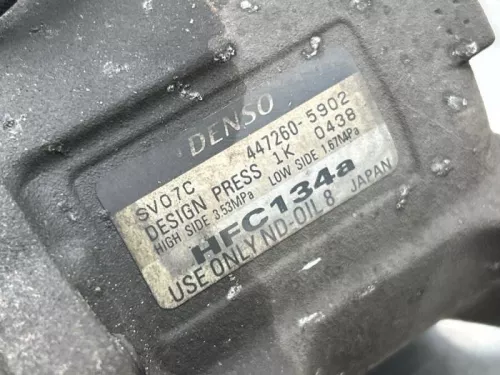 DENSO
SV07C 447260-5902
DESIGN PRESS 1K 0438
HIGH SIDE 3.53MPa LOW SIDE 1.67MPa
HFC134a
USE ONLY ND-OIL 8 JAPAN